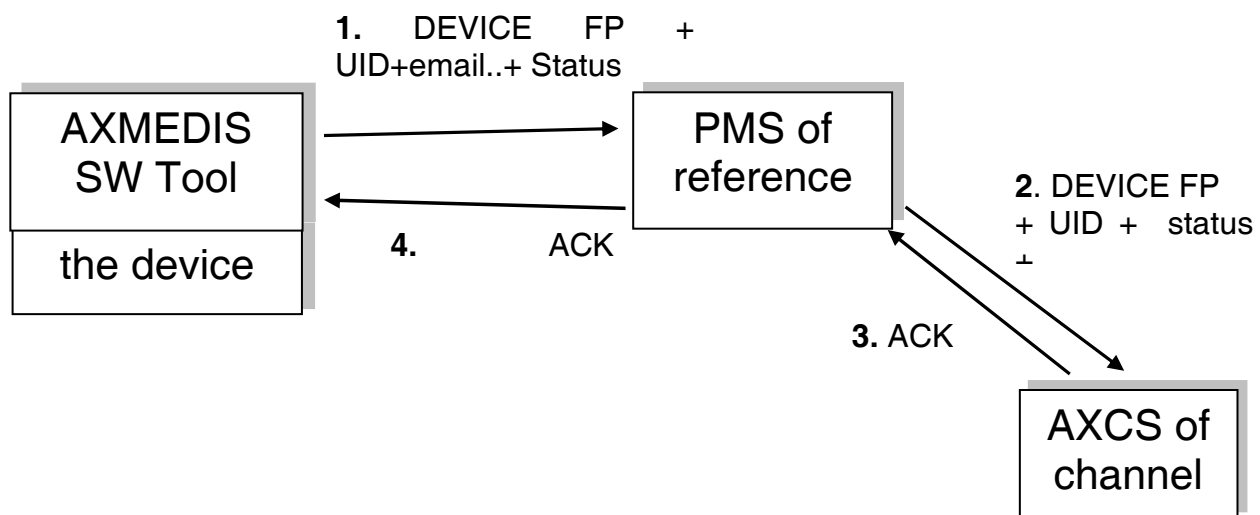 1. DEVICE FP +
UID+email..+ Status
AXMEDIS
SW Tool
the device
PMS of
reference
4. ACK
2. DEVICE FP
+ UID + status
+
3. ACK
AXCS of
channel